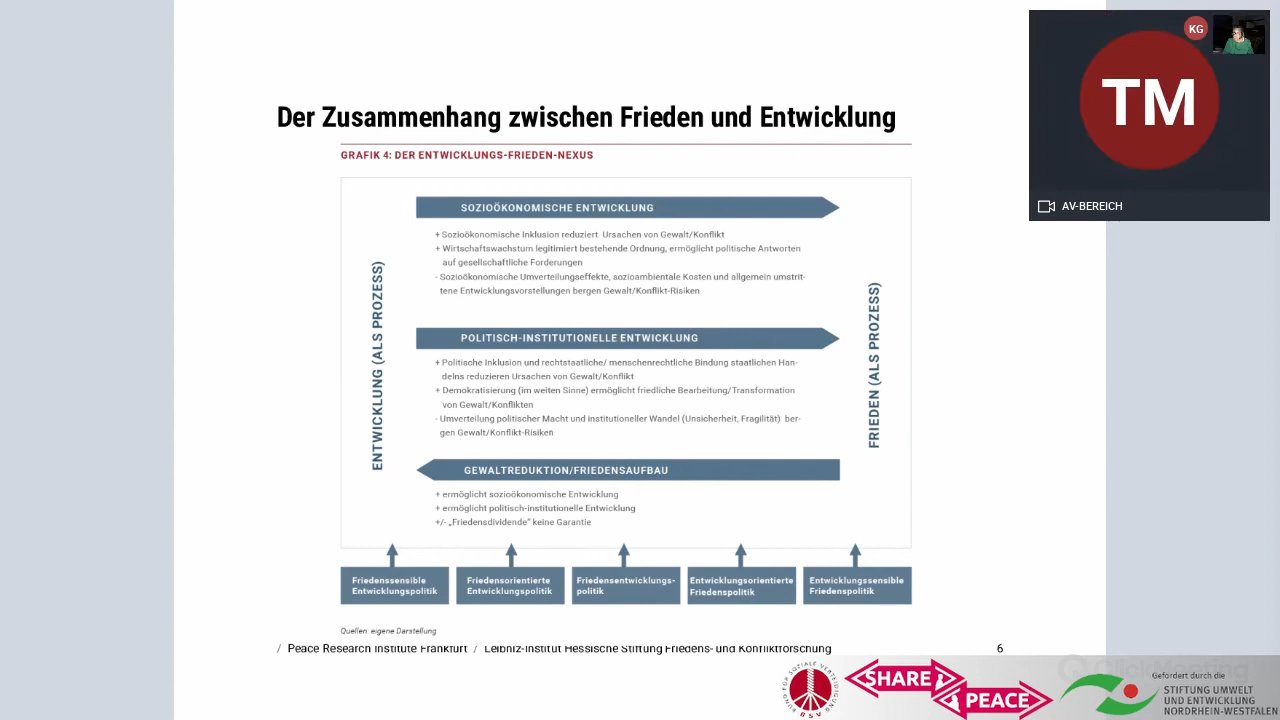 Der Zusammenhang zwischen Frieden und Entwicklung
GRAFIK 4: DER ENTWICKLUNGS-FRIEDEN-NEXUS
ENTWICKLUNG (ALS PROZESS)
SOZIOÖKONOMISCHE ENTWICKLUNG
+ Sozioökonomische Inklusion reduziert Ursachen von Gewalt/Konflikt
+ Wirtschaftswachstum legitimiert bestehende Ordnung, ermöglicht politische Antworten
auf gesellschaftliche Forderungen
- Sozioökonomische Umverteilungseffekte, sozioambientale Kosten und allgemein umstrit-
tene Entwicklungsvorstellungen bergen Gewalt/Konflikt-Risiken
POLITISCH-INSTITUTIONELLE ENTWICKLUNG
+ Politische Inklusion und rechtstaatliche/ menschenrechtliche Bindung staatlichen Han-
delns reduzieren Ursachen von Gewalt/Konflikt
+ Demokratisierung (im weiten Sinne) ermöglicht friedliche Bearbeitung/Transformation
von Gewalt/Konflikten
- Umverteilung politischer Macht und institutioneller Wandel (Unsicherheit, Fragilität) ber-
gen Gewalt/Konflikt-Risiken
GEWALTREDUKTION/FRIEDENSAUFBAU
+ ermöglicht sozioökonomische Entwicklung
+ ermöglicht politisch-institutionelle Entwicklung
+/- „Friedensdividende" keine Garantie
FRIEDEN (ALS PROZESS)
Friedenssensible
Entwicklungspolitik
Friedensorientierte
Entwicklungspolitik
Friedensentwicklungs-
politik
Entwicklungsorientierte
Friedenspolitik
Entwicklungssensible
Friedenspolitik
Quellen: eigene Darstellung
/ Peace Research Institute Frankfurt / Leibniz-Institut Hessische Stiftung Friedens- und Konfliktforschung
6
KG
TM
AV-BEREICH
BUND FÜR SOZIALE VERTEIDIGUNG
BSV
SHARE
PEACE
ClickMeeting
Gefördert durch die
STIFTUNG UMWELT
UND ENTWICKLUNG
NORDRHEIN-WESTFALEN